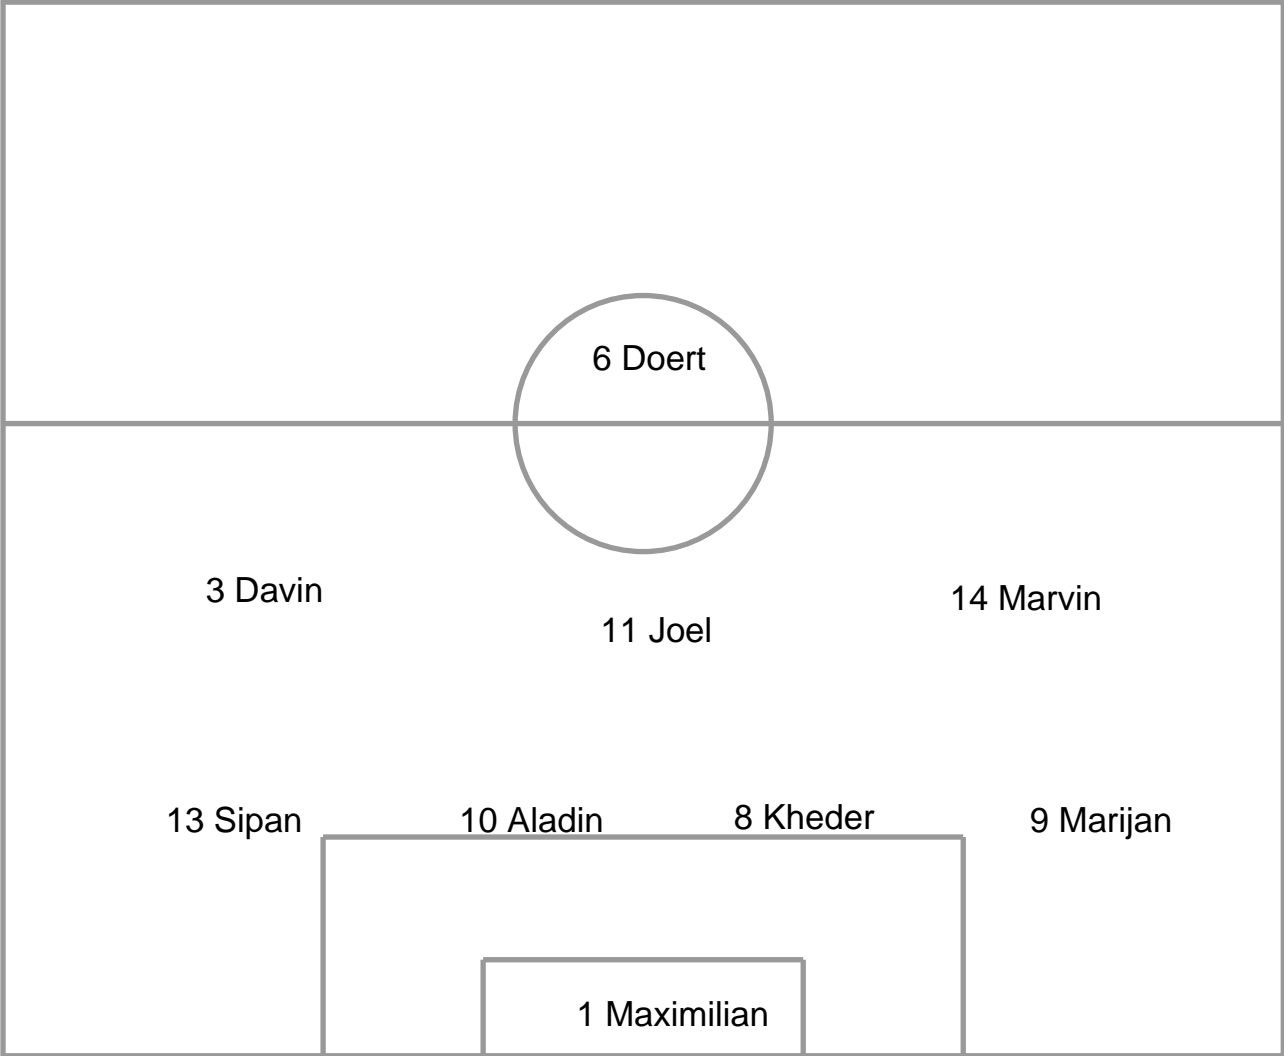 6 Doert
3 Davin
14 Marvin
11 Joel
13 Sipan
10 Aladin
8 Kheder
9 Marijan
1 Maximilian